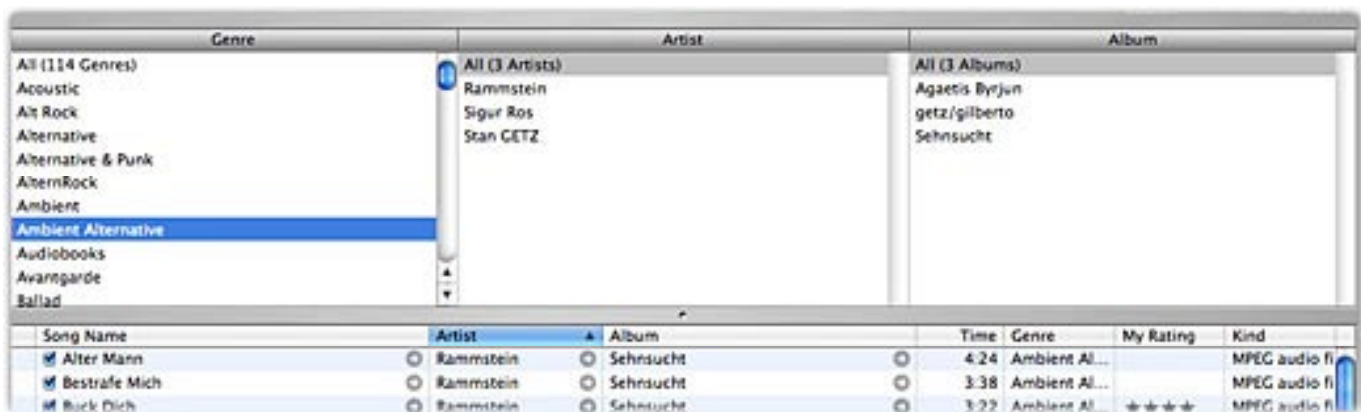 Genre Artist Album
All (114 Genres) All (3 Artists) All (3 Albums)
Acoustic Rammstein Agaetis Byrjun
Alt Rock Sigur Ros getz/gilberto
Alternative Stan GETZ Sehnsucht
Alternative & Punk
AlternRock
Ambient
Ambient Alternative
Audiobooks
Avantgarde
Ballad
Song Name Artist Album Time Genre My Rating Kind
Alter Mann Rammstein Sehnsucht 4:24 Ambient Al... MPEG audio fi
Bestrafe Mich Rammstein Sehnsucht 3:38 Ambient Al... MPEG audio fi
Buck Dich Rammstein Sehnsucht 3:22 Ambient Al... ★★★★ MPEG audio fi